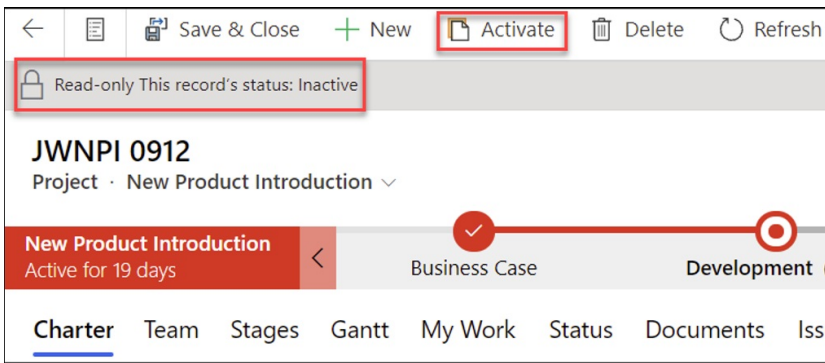 Save & Close New Activate Delete Refresh
Read-only This record's status: Inactive
JWNPI 0912
Project · New Product Introduction
New Product Introduction
Active for 19 days
Business Case Development (
Charter Team Stages Gantt My Work Status Documents Iss